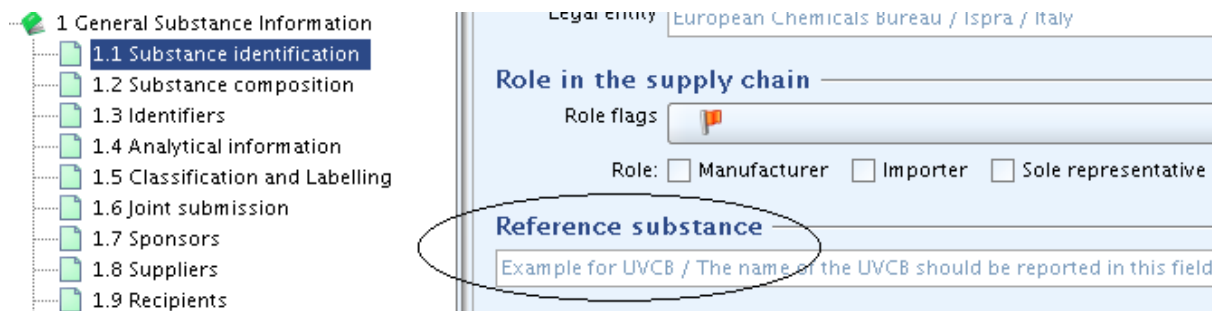 1 General Substance Information
1.1 Substance identification
1.2 Substance composition
1.3 Identifiers
1.4 Analytical information
1.5 Classification and Labelling
1.6 Joint submission
1.7 Sponsors
1.8 Suppliers
1.9 Recipients
Legal entity European Chemicals Bureau / Ispra / Italy
Role in the supply chain
Role flags
Role: Manufacturer Importer Sole representative
Reference substance
Example for UVCB / The name of the UVCB should be reported in this field